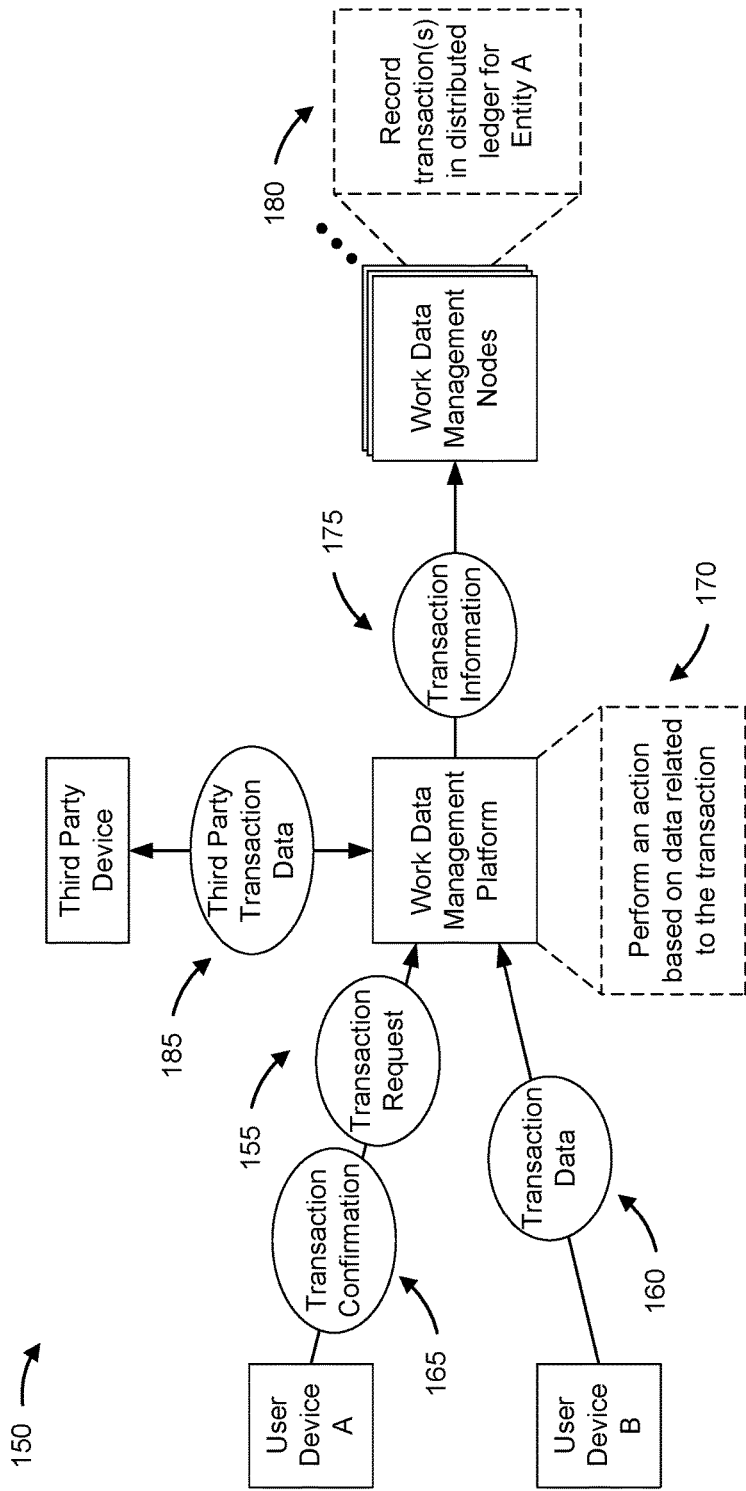 150
User
Device
A
165
Transaction
Confirmation
155
Transaction
Request
User
Device
B
160
Transaction
Data
185
Third Party
Transaction
Data
Third Party
Device
Work Data
Management
Platform
170
Perform an action
based on data related
to the transaction
175
Transaction
Information
Work Data
Management
Nodes
180
Record
transaction(s)
in distributed
ledger for
Entity A